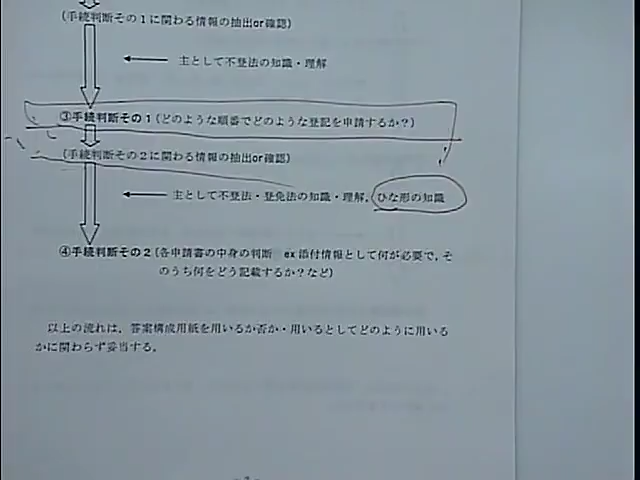 (手続判断その1に関わる情報の抽出or確認)
主として不登法の知識・理解
③手続判断その1(どのような順番でどのような登記を申請するか?)
(手続判断その2に関わる情報の抽出or確認)
主として不登法・登免法の知識・理解,ひな形の知識
④手続判断その2(各申請書の中身の判断 ex添付情報として何が必要で,そ
のうち何をどう記載するか?など)
以上の流れは,答案構成用紙を用いるか否か・用いるとしてどのように用いる
かに関わらず妥当する。